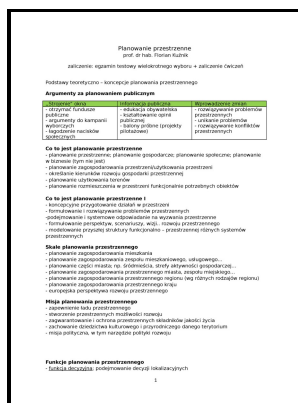 Planowanie przestrzenne
prof dr hab. Florian Kuźnik
zaliczenie: egzamin testowy wielokrotnego wyboru + zaliczenie ćwiczeń
Podstawy teoretyczno – koncepcje planowania przestrzennego
Argumenty za planowaniem publicznym
„Strisemse" okna
- otrzymać fundusze
publiczne
- argumenty do kampanii
wyborczych
- łagodzenie nacisków
społecznych
Informacja publiczna
- edukacja obywatelska
- kształtowanie opinii
publicznej
- balony próbne (projekty
pilotażowe)
Wprowadzenie zmian
- rozwiązywanie problemów
przestrzennych
- unikanie problemów
- rozwiązywanie konfliktów
przestrzennych
Co to jest planowanie przestrzenne
- planowanie przestrzenne; planowanie gospodarcze; planowanie społeczne; planowanie
w biznesie (tym nie jest)
- planowanie zagospodarowania przestrzeni/użytkowania przestrzeni
- określanie kierunków rozwoju gospodarki przestrzennej
- planowanie użytkowania terenów
- planowanie rozmieszczenia w przestrzeni funkcjonalnie potrzebnych obiektów
Co to jest planowanie przestrzenne I
- koncepcyjne przygotowanie działań w przestrzeni
- formułowanie i rozwiązywanie problemów przestrzennych
-podejmowanie i systemowe odpowiadanie na wyzwania przestrzenne
- formułowanie perspektyw, scenariuszy, wizji, rozwoju przestrzennego
- modelowanie przyszłej struktury funkcjonalno – przestrzennej różnych systemów
przestrzennych
Skale planowania przestrzennego
- planowanie zagospodarowania mieszkania
- planowanie zagospodarowania zespołu mieszkaniowego, usługowego...
- planowanie części miasta; np. śródmieścia, strefy aktywności gospodarczej...
- planowanie zagospodarowania przestrzennego miasta, zespołu miejskiego...
- planowanie zagospodarowania przestrzennego regionu (wg różnych rodzajów regionu)
- planowanie zagospodarowania przestrzennego kraju
- europejska perspektywa rozwoju przestrzennego
Misja planowania przestrzennego
- zapewnienie ładu przestrzennego
- stworzenie przestrzennych możliwości rozwoju
- zagwarantowanie i ochrona przestrzennych składników jakości życia
- zachowanie dziedzictwa kulturowego i przyrodniczego danego terytorium
- misja polityczna, w tym narzędzie polityki rozwoju
Funkcje planowania przestrzennego
- funkcja decyzyjna: podejmowanie decyzji lokalizacyjnych
1